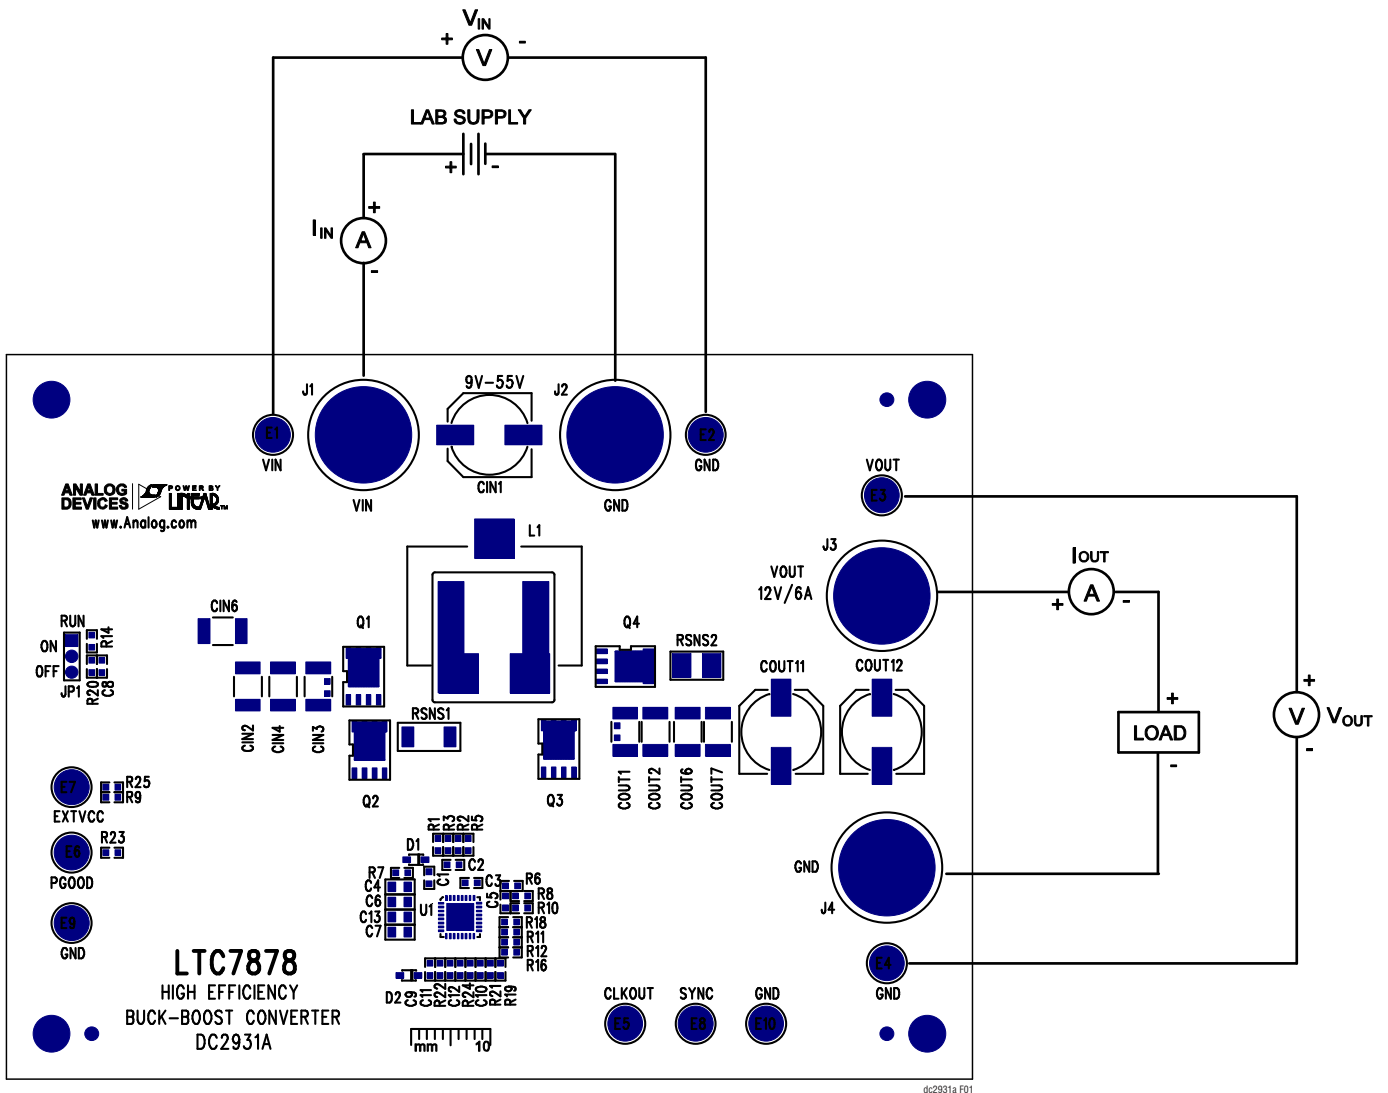 VIN
+
V
-
LAB SUPPLY
+
-
IIN
+
A
-
9V-55V
J1
J2
E1
VIN
VIN
CIN1
GND
E2
GND
ANALOG DEVICES
POWER BY LINEAR™
www.Analog.com
L1
VOUT
E3
J3
VOUT
12V/6A
IOUT
+
A
-
CIN6
RUN
ON
OFF
JP1
R14
R20
C8
Q1
Q4
RSNS2
COUT11
COUT12
CIN2
CIN4
CIN3
RSNS1
Q2
Q3
COUT1
COUT2
COUT6
COUT7
+
LOAD
-
+
V
VOUT
-
E7
EXTVCC
R25
R9
E6
PGOOD
R23
E9
GND
R1
R3
R2
R5
D1
C2
R7
C1
C4
C6
C13
C7
U1
C3
C5
R6
R8
R10
R18
R11
R12
R16
GND
J4
E4
GND
LTC7878
HIGH EFFICIENCY
BUCK-BOOST CONVERTER
DC2931A
D2
C9
C11
R22
C12
R24
C10
R21
R19
mm
10
CLKOUT
SYNC
GND
E5
E8
E10
dc2931a F01